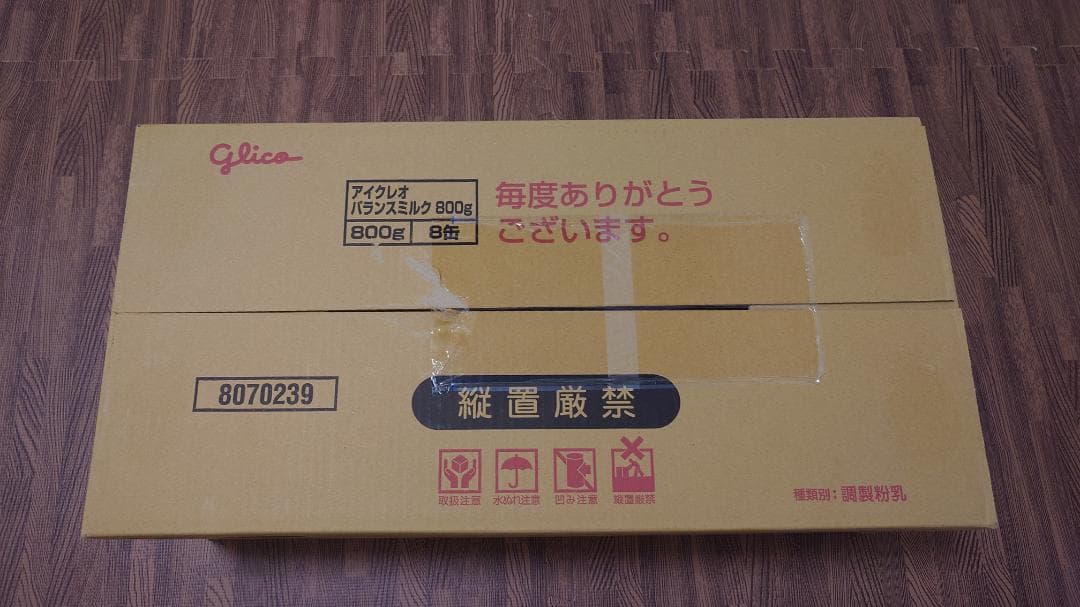 glico
アイクレオ
バランスミルク 800g
800g 8缶
毎度ありがとう
ございます。
8070239
縦置厳禁
取扱注意 水ぬれ注意 凹み注意 縦置厳禁
種類別:調製粉乳